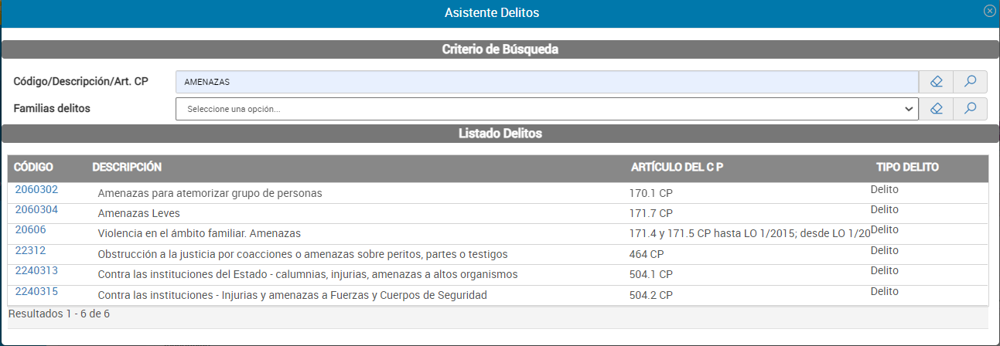 Asistente Delitos
Criterio de Búsqueda
Código/Descripción/Art. CP AMENAZAS
Familias delitos Seleccione una opción...
Listado Delitos
CÓDIGO DESCRIPCIÓN ARTÍCULO DEL C P TIPO DELITO
2060302 Amenazas para atemorizar grupo de personas 170.1 CP Delito
2060304 Amenazas Leves 171.7 CP Delito
20606 Violencia en el ámbito familiar. Amenazas 171.4 y 171.5 CP hasta LO 1/2015; desde LO 1/20 Delito
22312 Obstrucción a la justicia por coacciones o amenazas sobre peritos, partes o testigos 464 CP Delito
2240313 Contra las instituciones del Estado - calumnias, injurias, amenazas a altos organismos 504.1 CP Delito
2240315 Contra las instituciones - Injurias y amenazas a Fuerzas y Cuerpos de Seguridad 504.2 CP Delito
Resultados 1 - 6 de 6